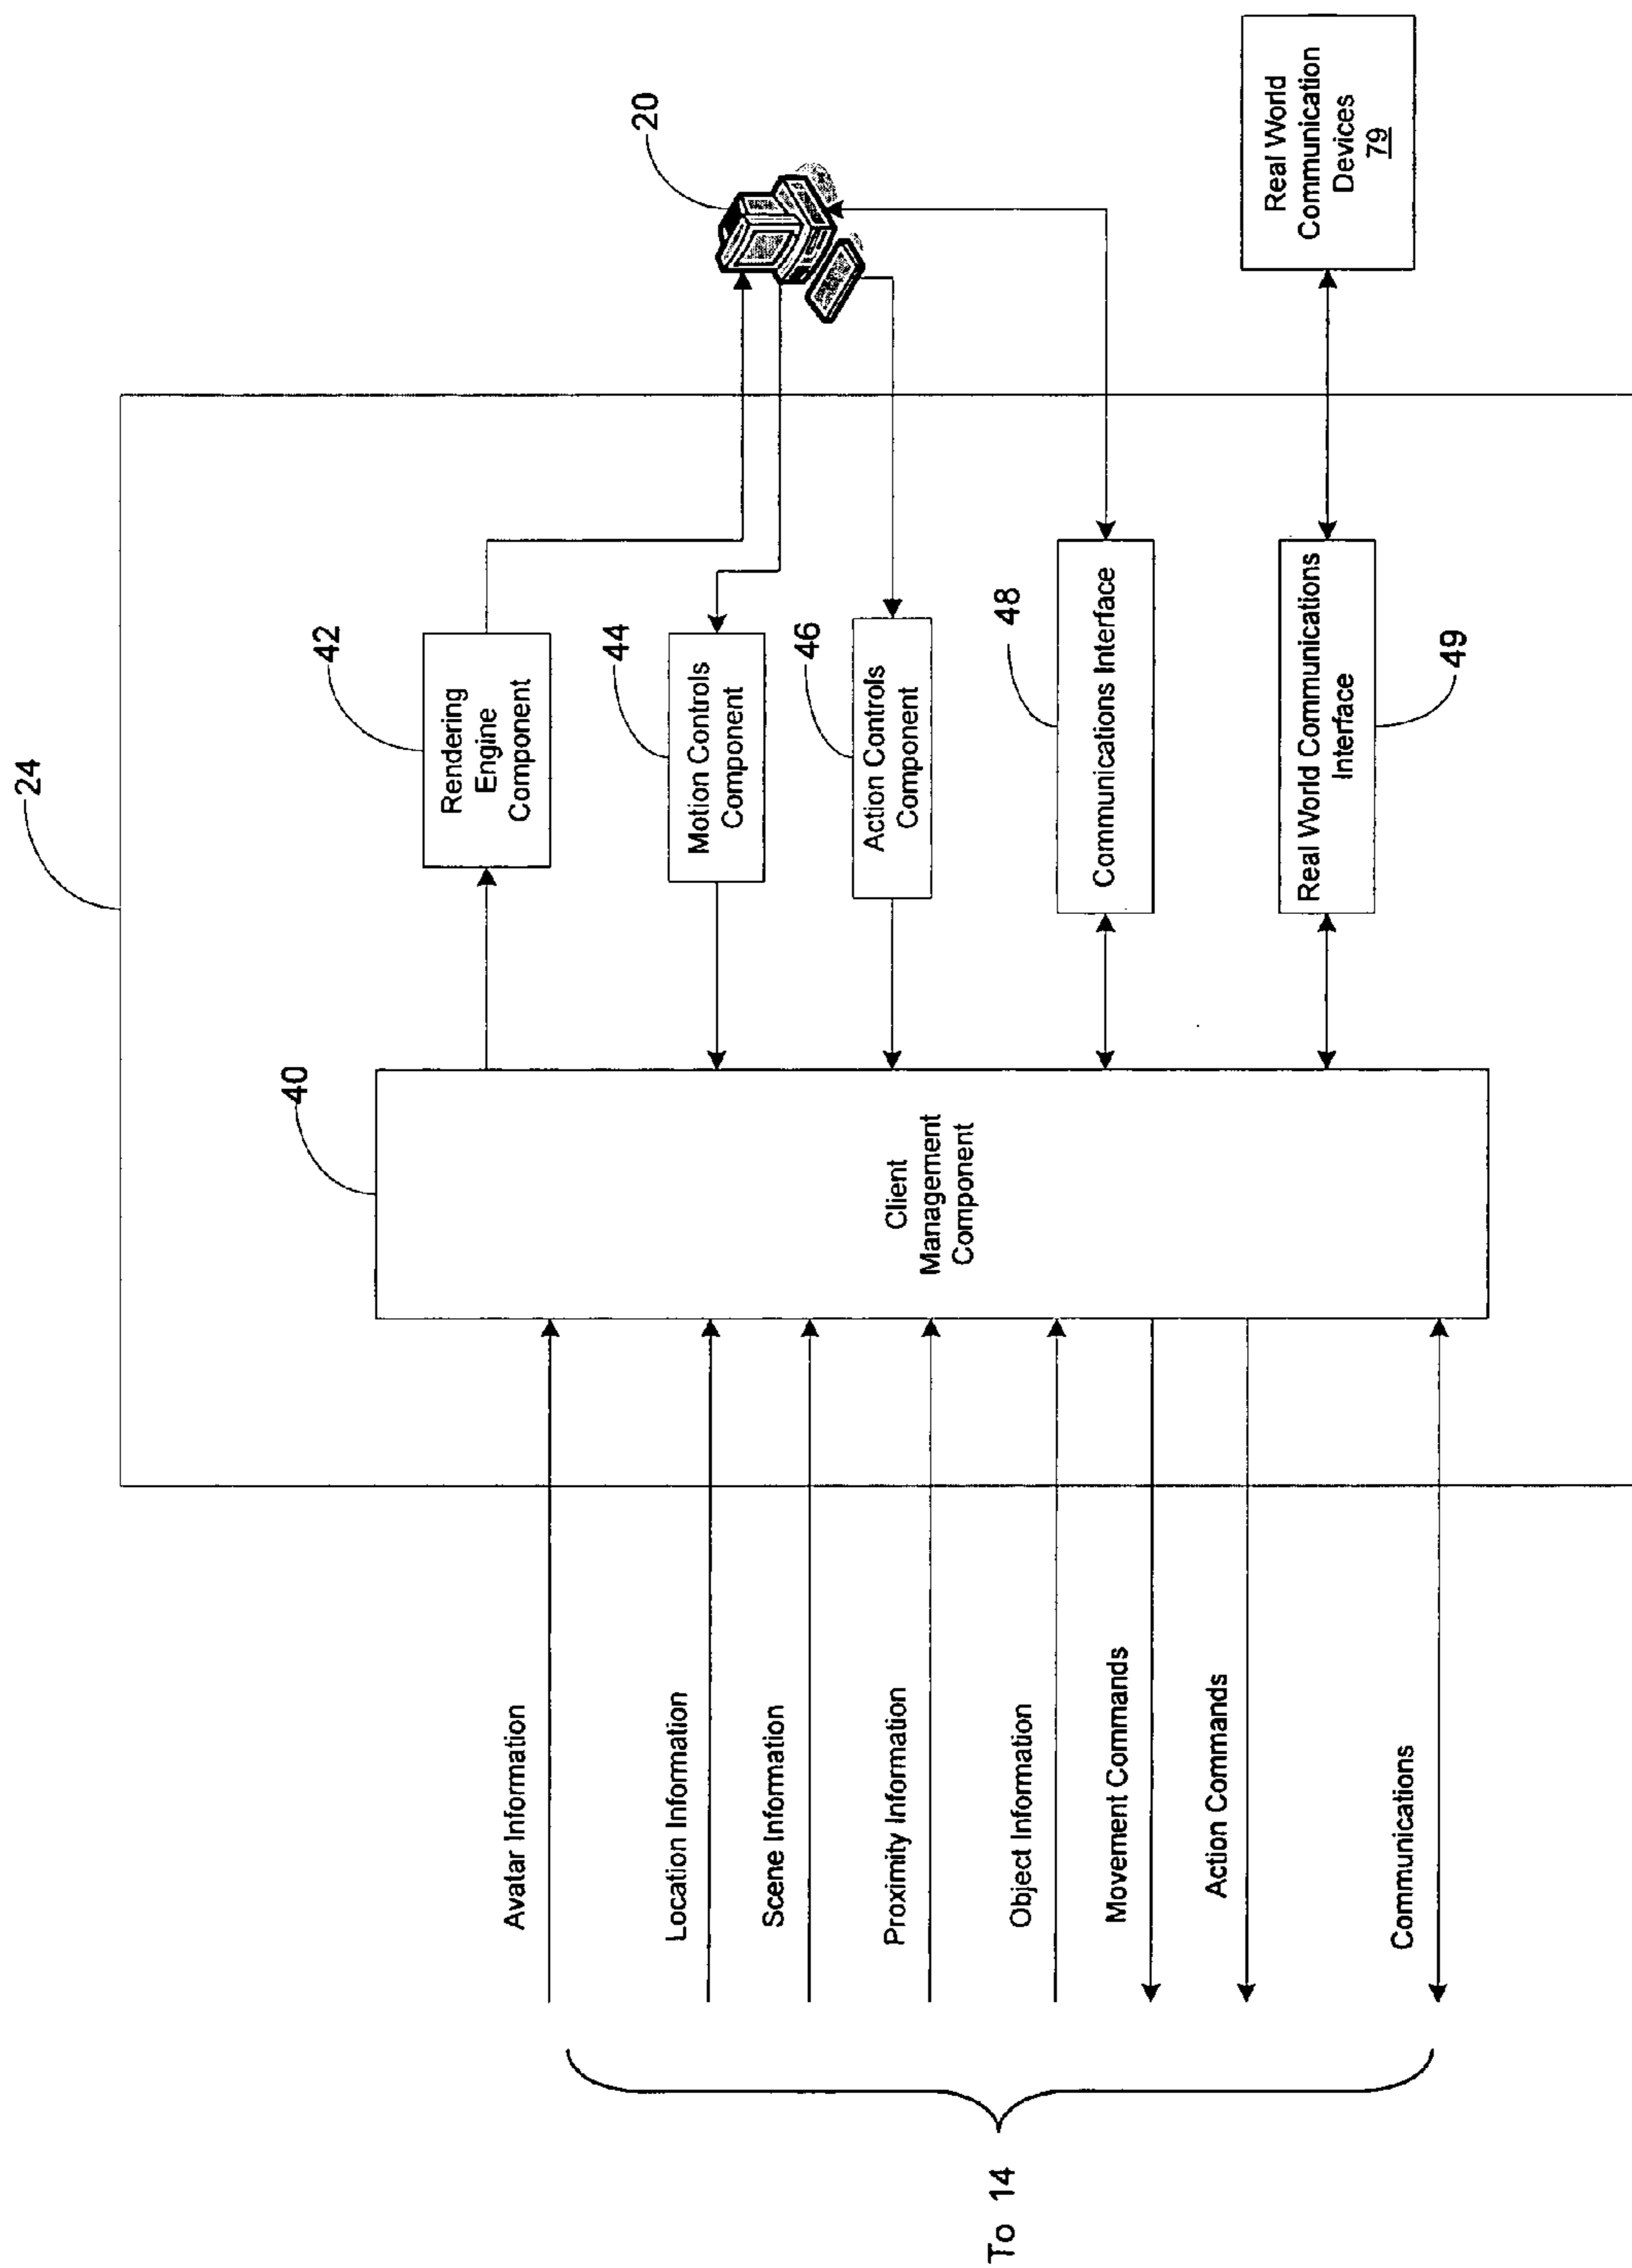 24
40
42
44
46
48
49
20
Avatar Information
Location Information
Scene Information
Proximity Information
Object Information
Movement Commands
Action Commands
Communications
To 14
Client
Management
Component
Rendering
Engine
Component
Motion Controls
Component
Action Controls
Component
Communications Interface
Real World Communications
Interface
Real World
Communication
Devices
79